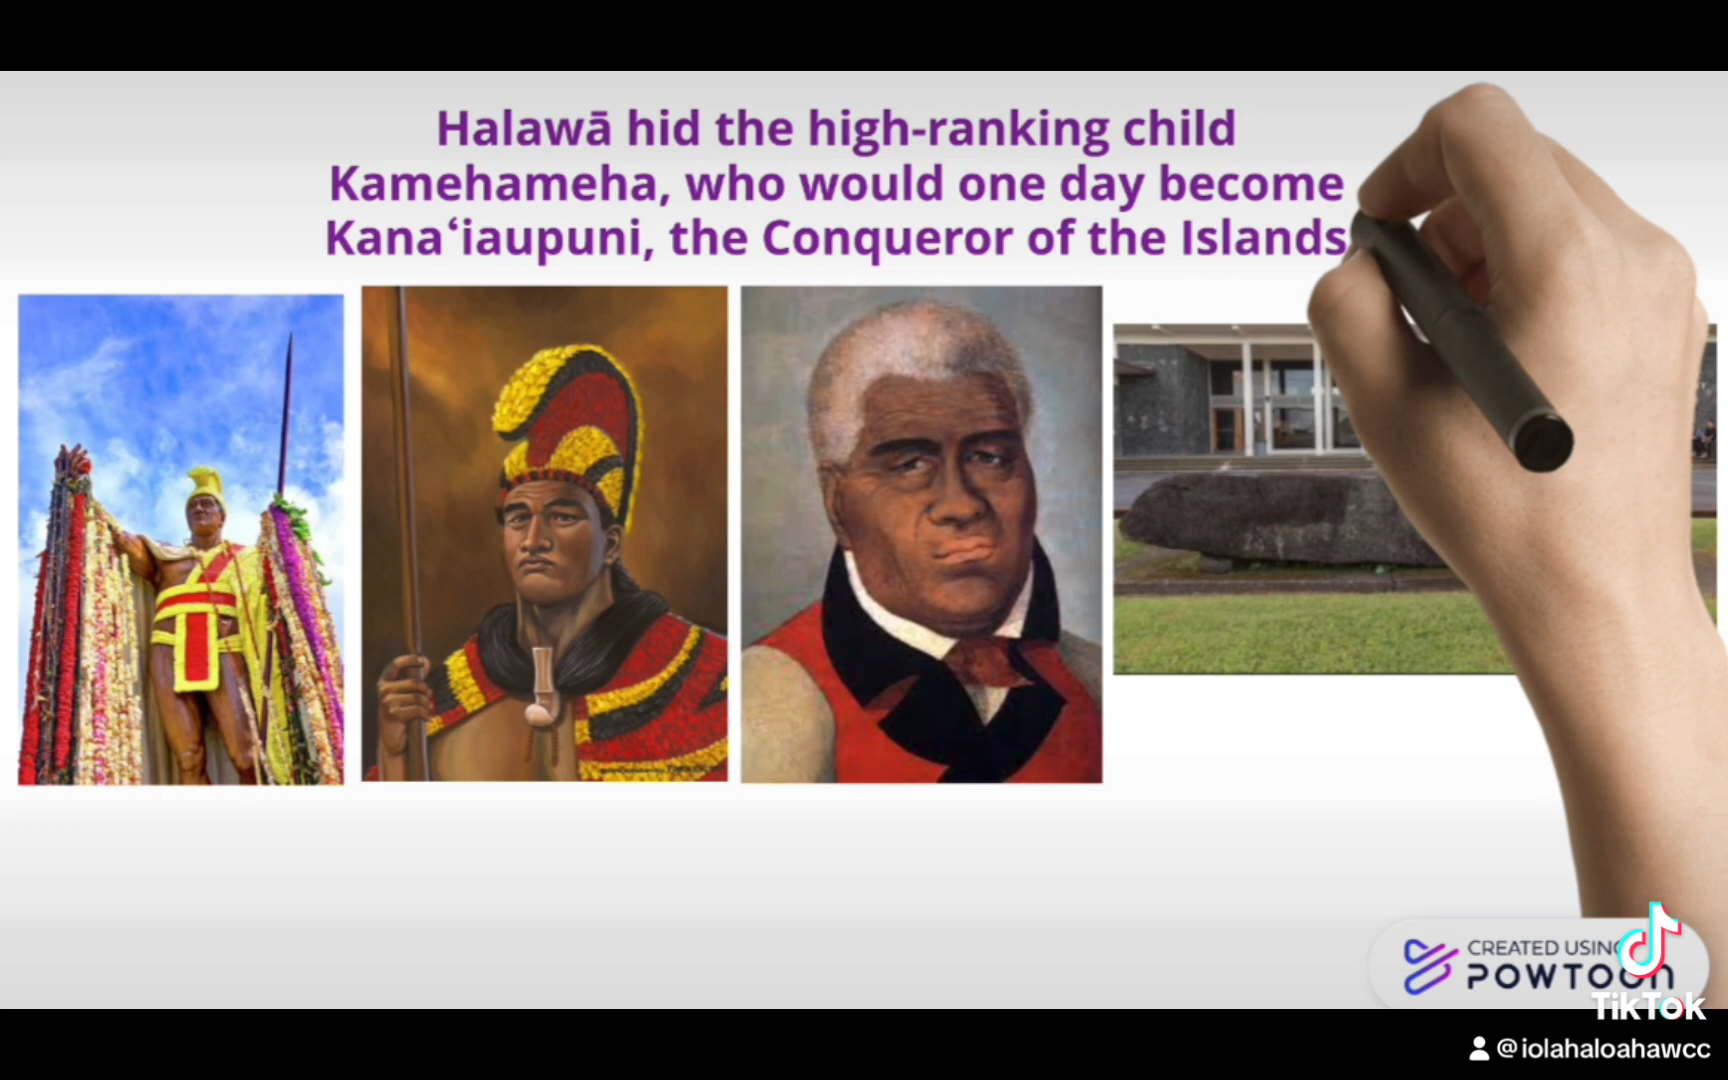 Halawā hid the high-ranking child
Kamehameha, who would one day become
Kanaʻiaupuni, the Conqueror of the Islands
CREATED USING
POWTOON
TikTok
@iolahaloahawcc